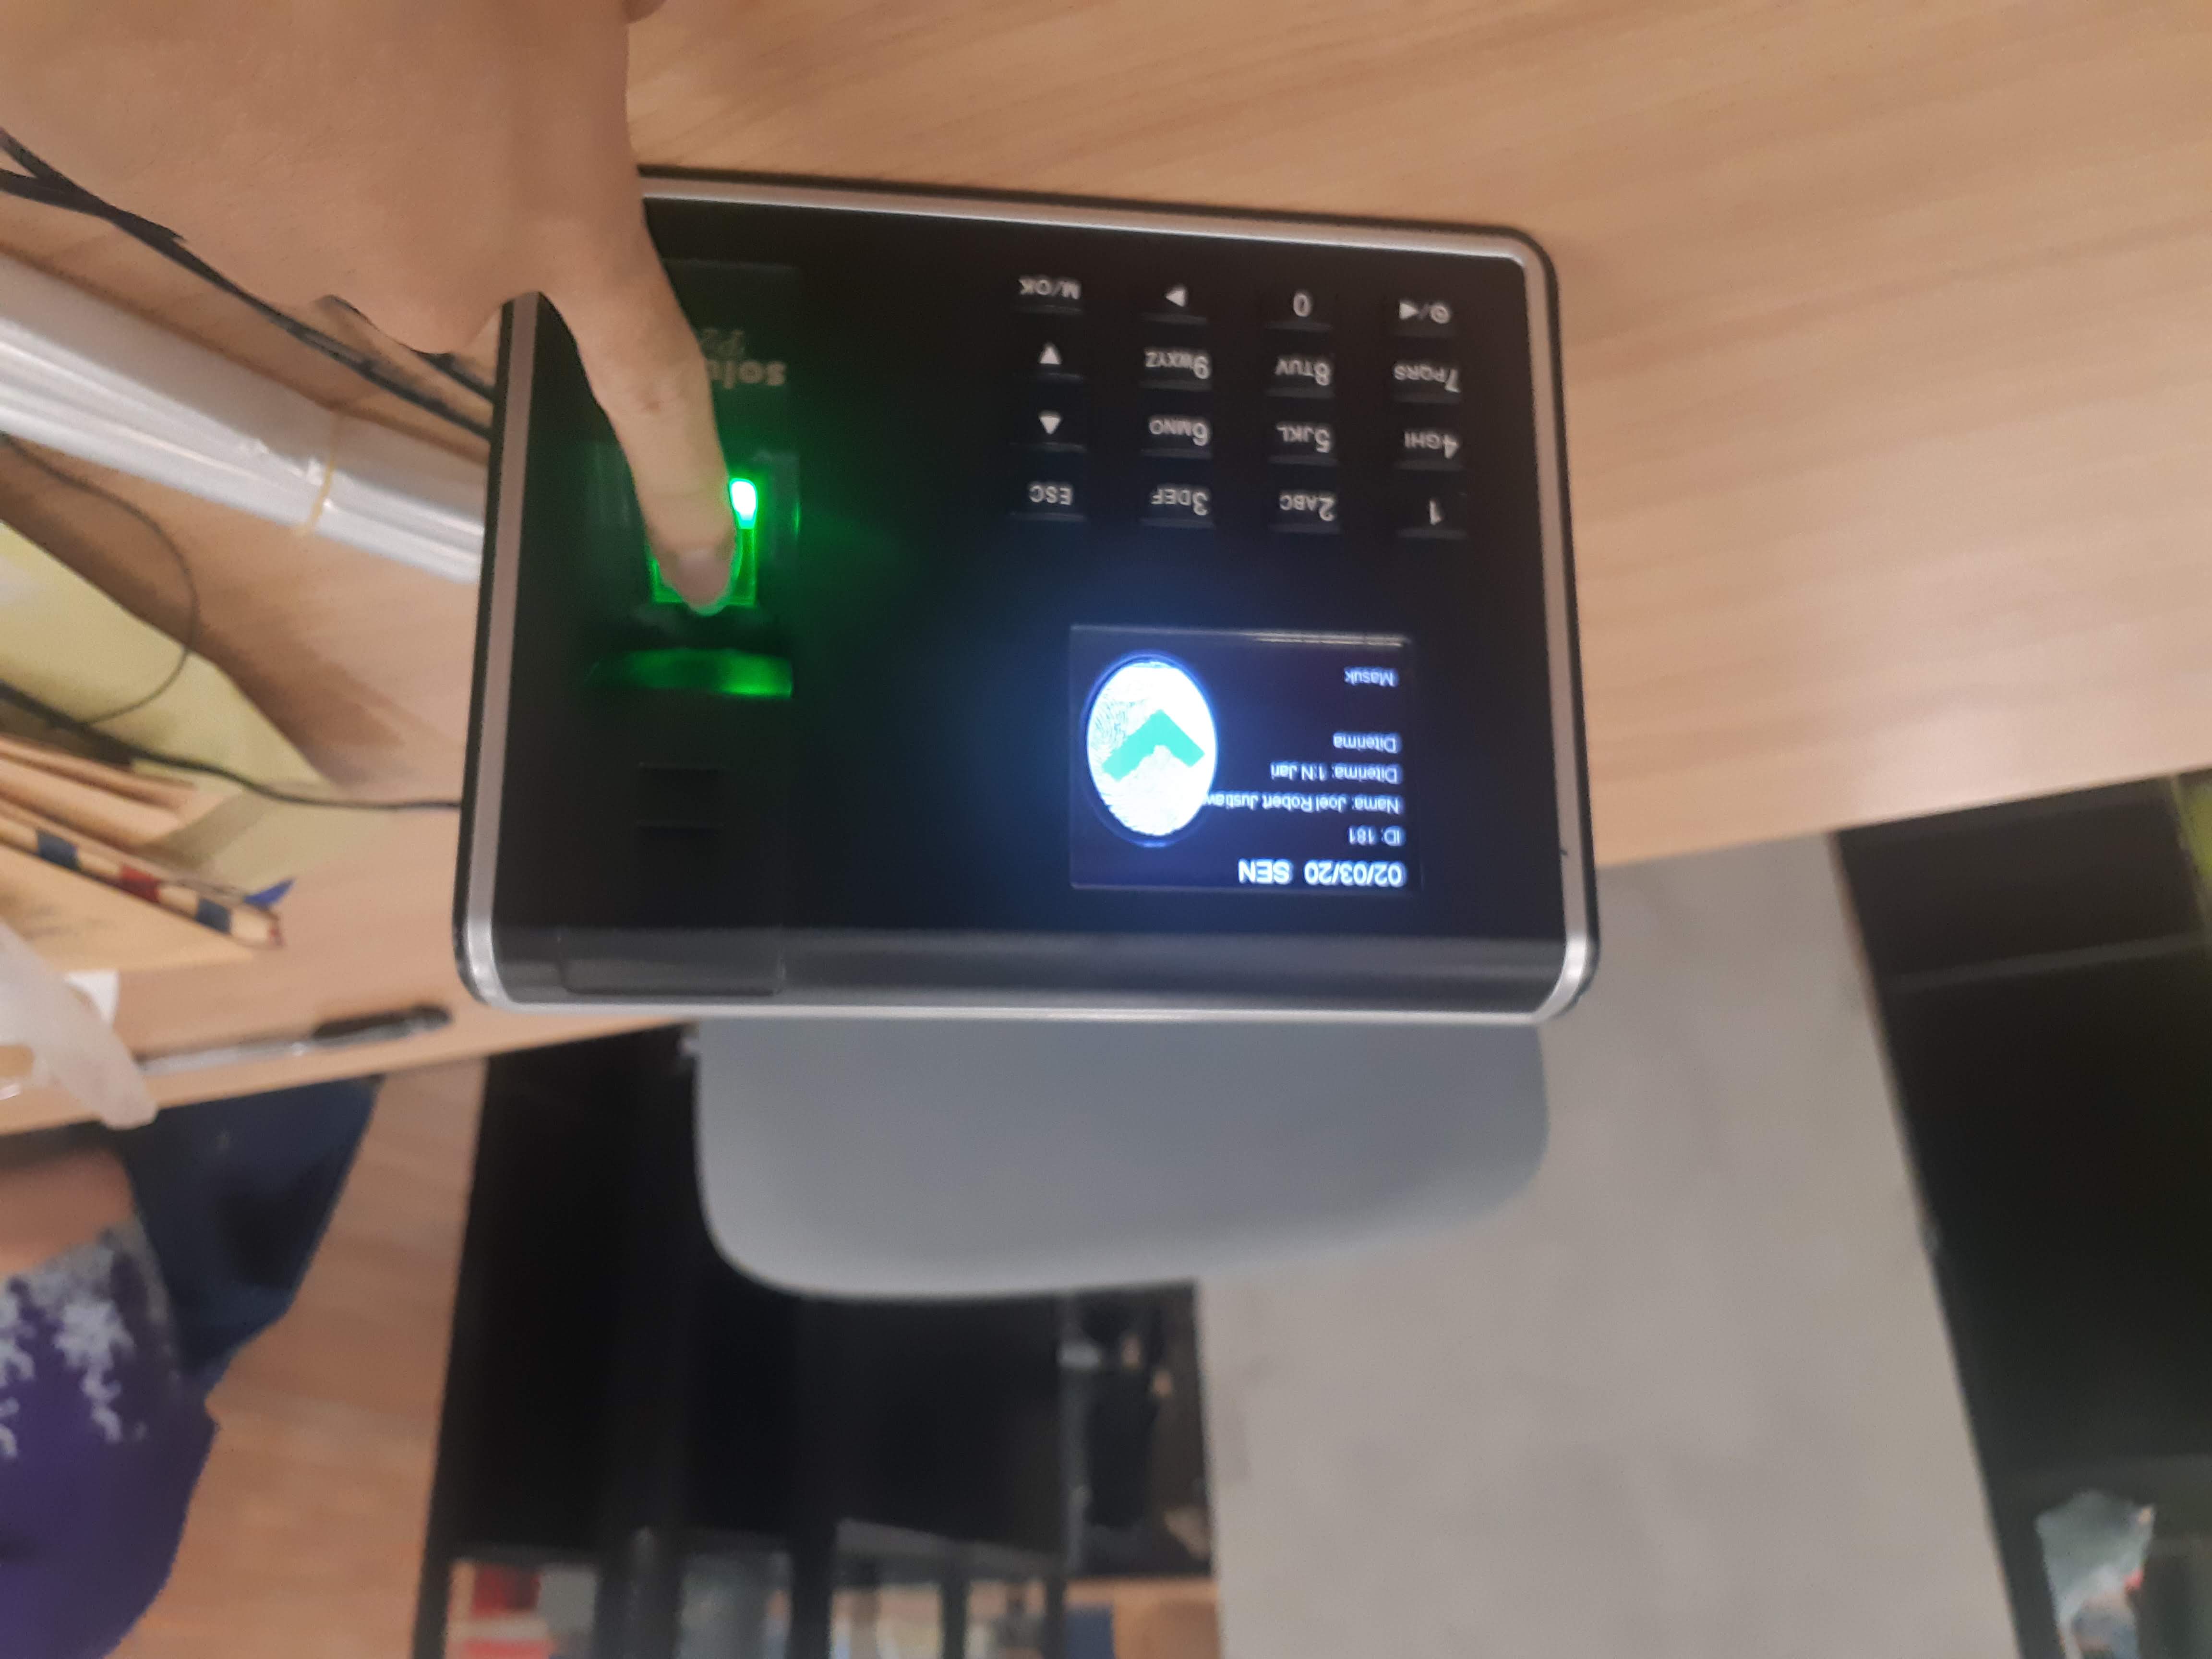 02/03/20 SEN
ID: 181
Nama: Joel Robert Justiaw
Diterima: 1:N Jari
Diterima
Masuk
1 2ABC 3DEF ESC
4GHI 5JKL 6MNO ▲
7PQRS 8TUV 9WXYZ ▼
⊙/◀ 0 ▶ M/OK